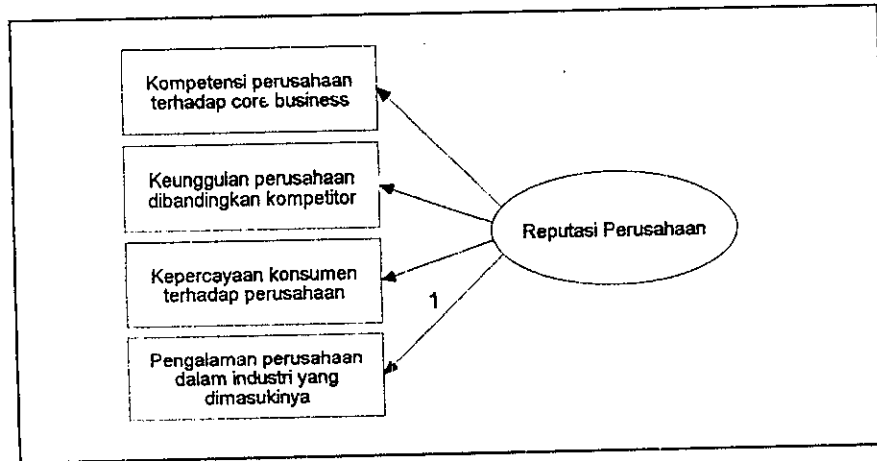 Kompetensi perusahaan
terhadap core business
Keunggulan perusahaan
dibandingkan kompetitor
Kepercayaan konsumen
terhadap perusahaan
Pengalaman perusahaan
dalam industri yang
dimasukinya
Reputasi Perusahaan
1